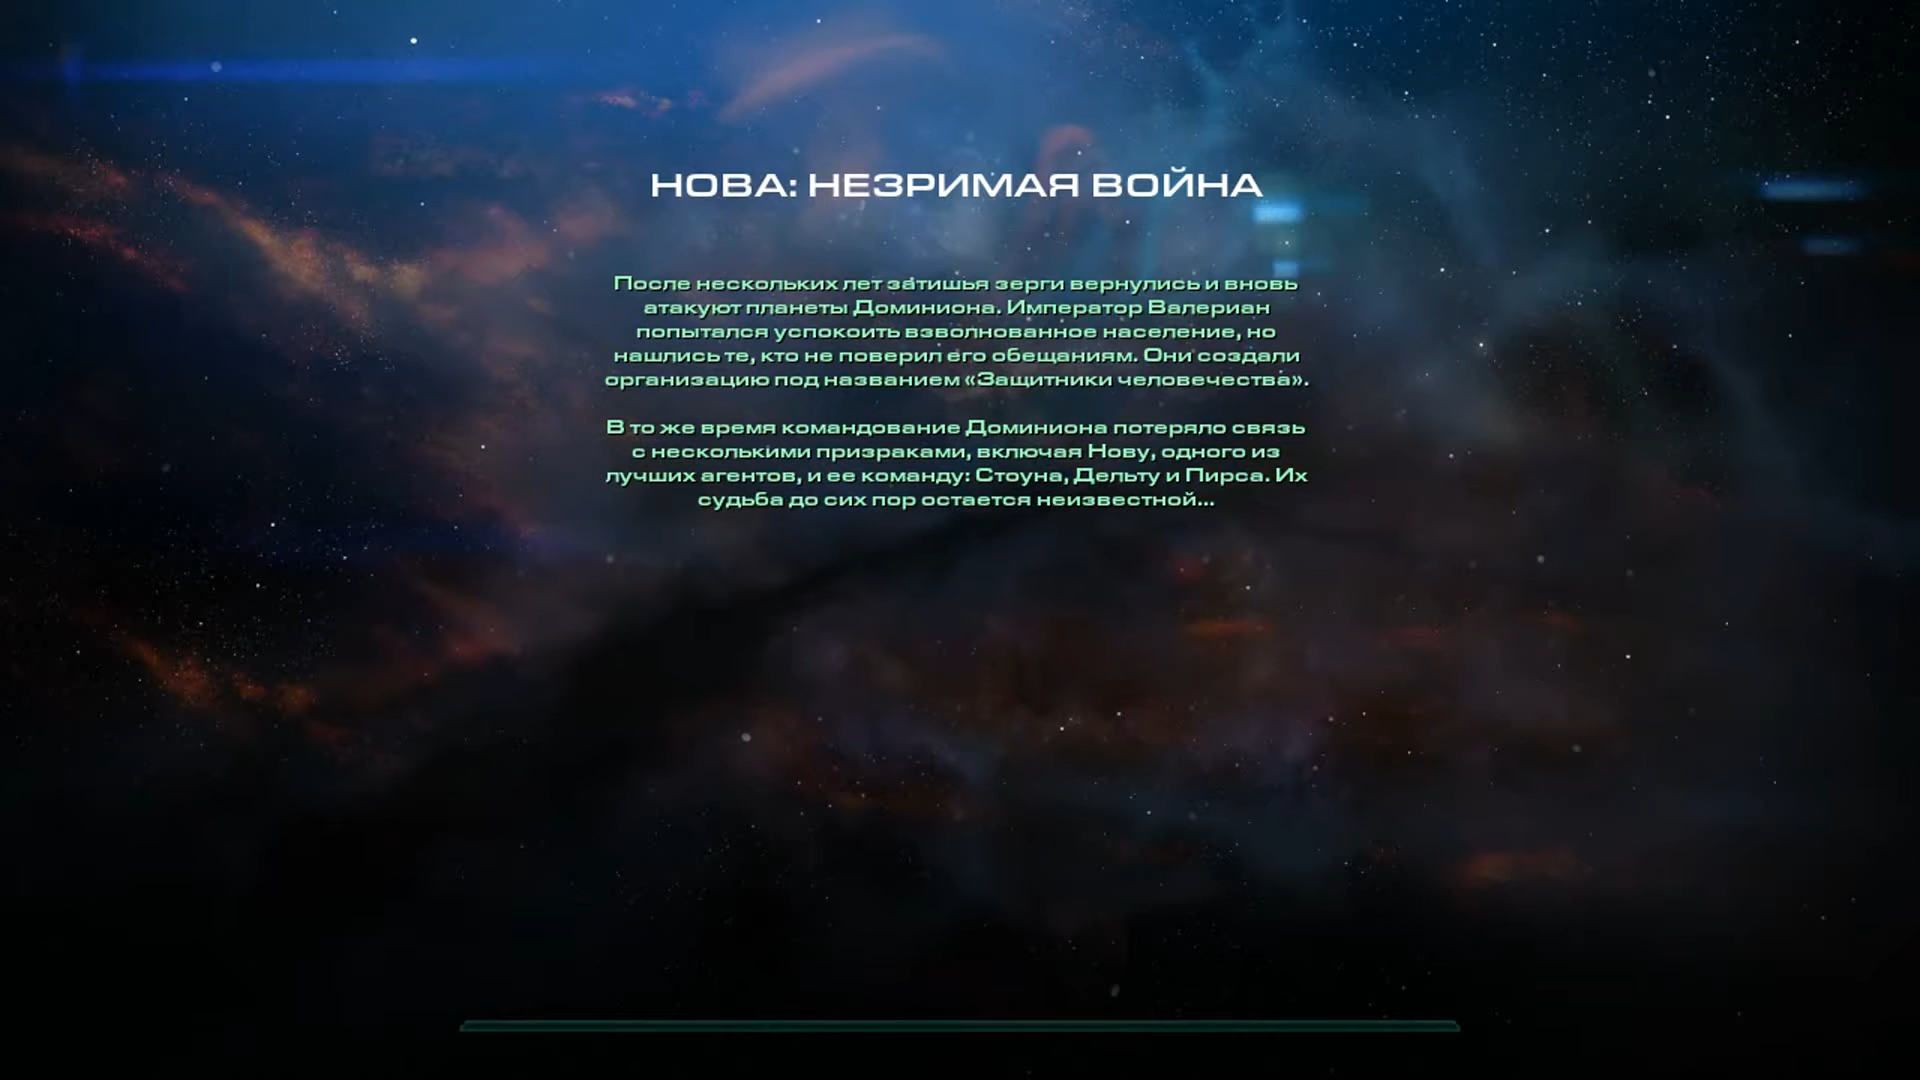 НОВА: НЕЗРИМАЯ ВОЙНА
После нескольких лет затишья зерги вернулись и вновь
атакуют планеты Доминиона. Император Валериан
попытался успокоить взволнованное население, но
нашлись те, кто не поверил его обещаниям. Они создали
организацию под названием «Защитники человечества».
В то же время командование Доминиона потеряло связь
с несколькими призраками, включая Нову, одного из
лучших агентов, и ее команду: Стоуна, Дельту и Пирса. Их
судьба до сих пор остается неизвестной...